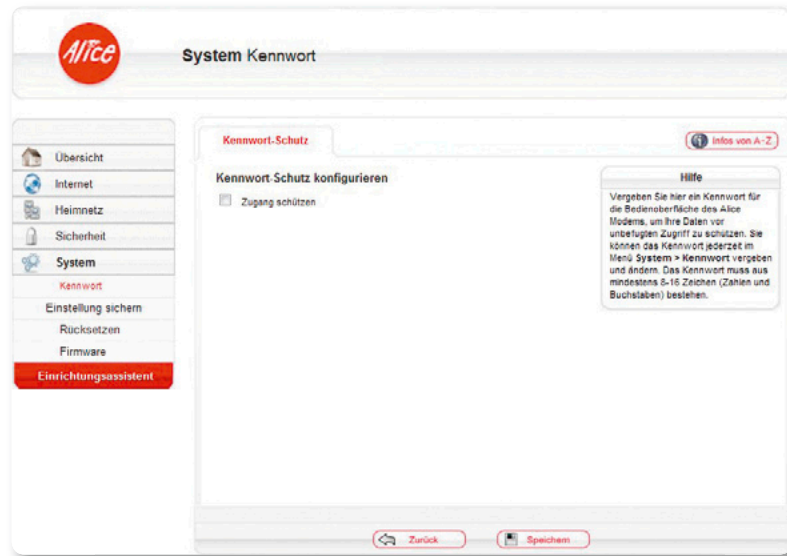 Alice
System Kennwort
Übersicht
Internet
Heimnetz
Sicherheit
System
Kennwort
Einstellung sichern
Rücksetzen
Firmware
Einrichtungsassistent
Kennwort-Schutz
Infos von A-Z
Kennwort-Schutz konfigurieren
Zugang schützen
Hilfe
Vergeben Sie hier ein Kennwort für
die Bedienoberfläche des Alice
Modems, um Ihre Daten vor
unbefugten Zugriff zu schützen. Sie
können das Kennwort jederzeit im
Menü System > Kennwort vergeben
und ändern. Das Kennwort muss aus
mindestens 8-16 Zeichen (Zahlen und
Buchstaben) bestehen.
Zurück
Speichern